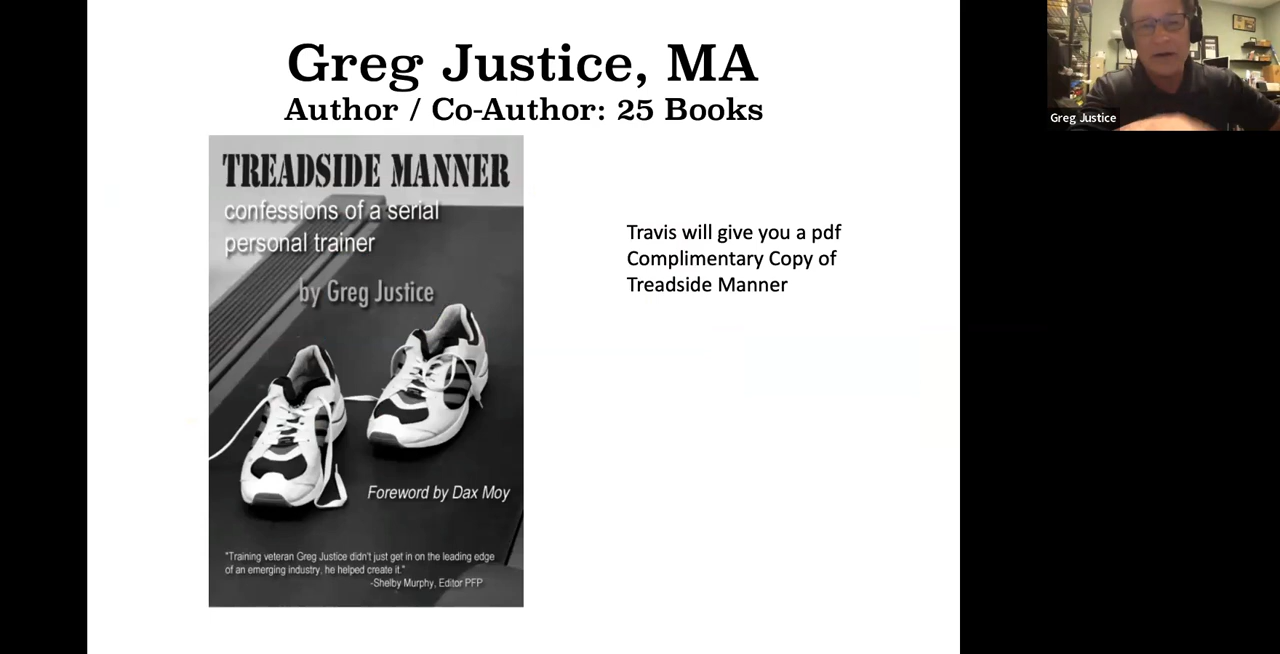 Greg Justice, MA
Author / Co-Author: 25 Books
TREADSIDE MANNER
confessions of a serial
personal trainer
by Greg Justice
Foreword by Dax Moy
"Training veteran Greg Justice didn't just get in on the leading edge
of an emerging industry, he helped create it."
-Shelby Murphy, Editor PFP
Travis will give you a pdf
Complimentary Copy of
Treadside Manner
Greg Justice